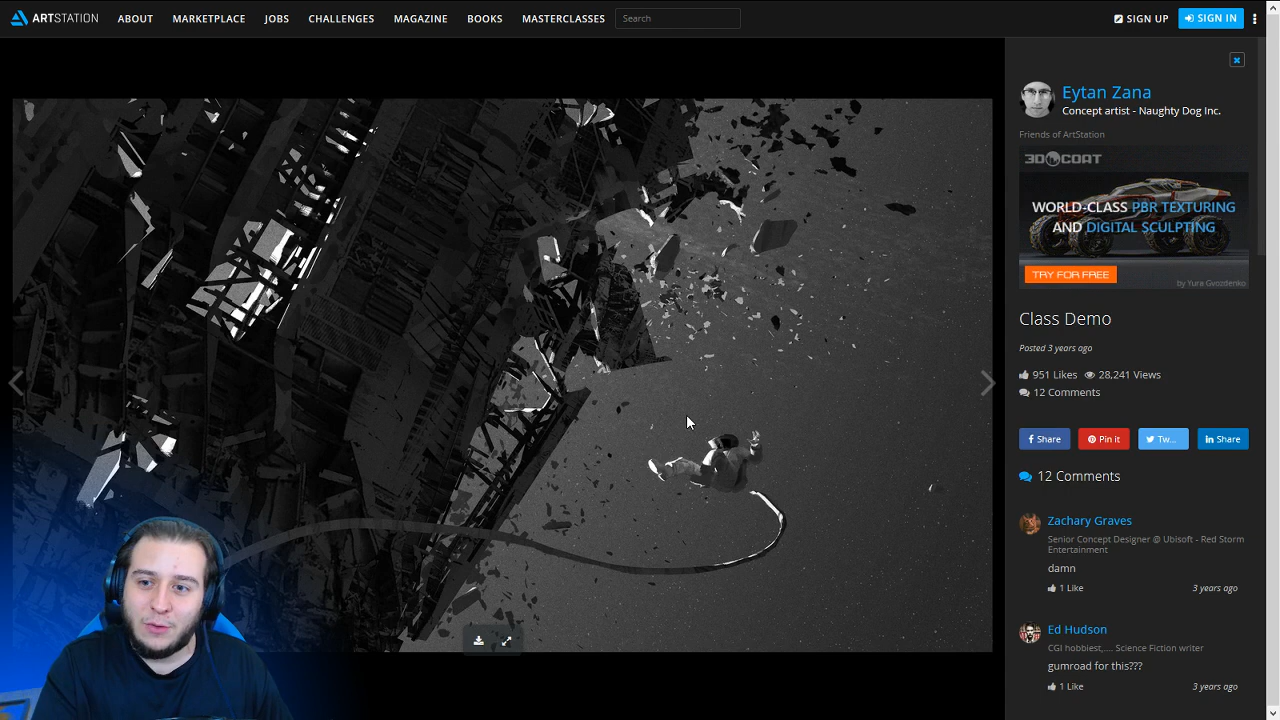 ARTSTATION
ABOUT
MARKETPLACE
JOBS
CHALLENGES
MAGAZINE
BOOKS
MASTERCLASSES
Search
SIGN UP
SIGN IN
Eytan Zana
Concept artist - Naughty Dog Inc.
Friends of ArtStation
3DCOAT
WORLD-CLASS PBR TEXTURING
AND DIGITAL SCULPTING
TRY FOR FREE
by Yura Gvozdenko
Class Demo
Posted 3 years ago
951 Likes 28,241 Views
12 Comments
Share
Pin it
Tw...
Share
12 Comments
Zachary Graves
Senior Concept Designer @ Ubisoft - Red Storm
Entertainment
damn
1 Like
3 years ago
Ed Hudson
CGI hobbiest,.... Science Fiction writer
gumroad for this???
1 Like
3 years ago